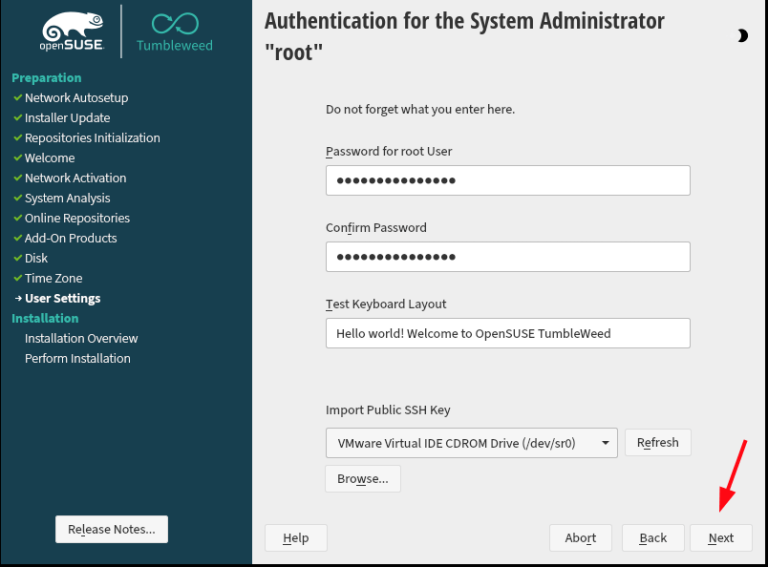 openSUSE.
Tumbleweed
Preparation
Network Autosetup
Installer Update
Repositories Initialization
Welcome
Network Activation
System Analysis
Online Repositories
Add-On Products
Disk
Time Zone
User Settings
Installation
Installation Overview
Perform Installation
Release Notes...
Authentication for the System Administrator
"root"
Do not forget what you enter here.
Password for root User
●●●●●●●●●●●●●●●
Confirm Password
●●●●●●●●●●●●●●●
Test Keyboard Layout
Hello world! Welcome to OpenSUSE TumbleWeed
Import Public SSH Key
VMware Virtual IDE CDROM Drive (/dev/sr0)
Refresh
Browse...
Help
Abort
Back
Next